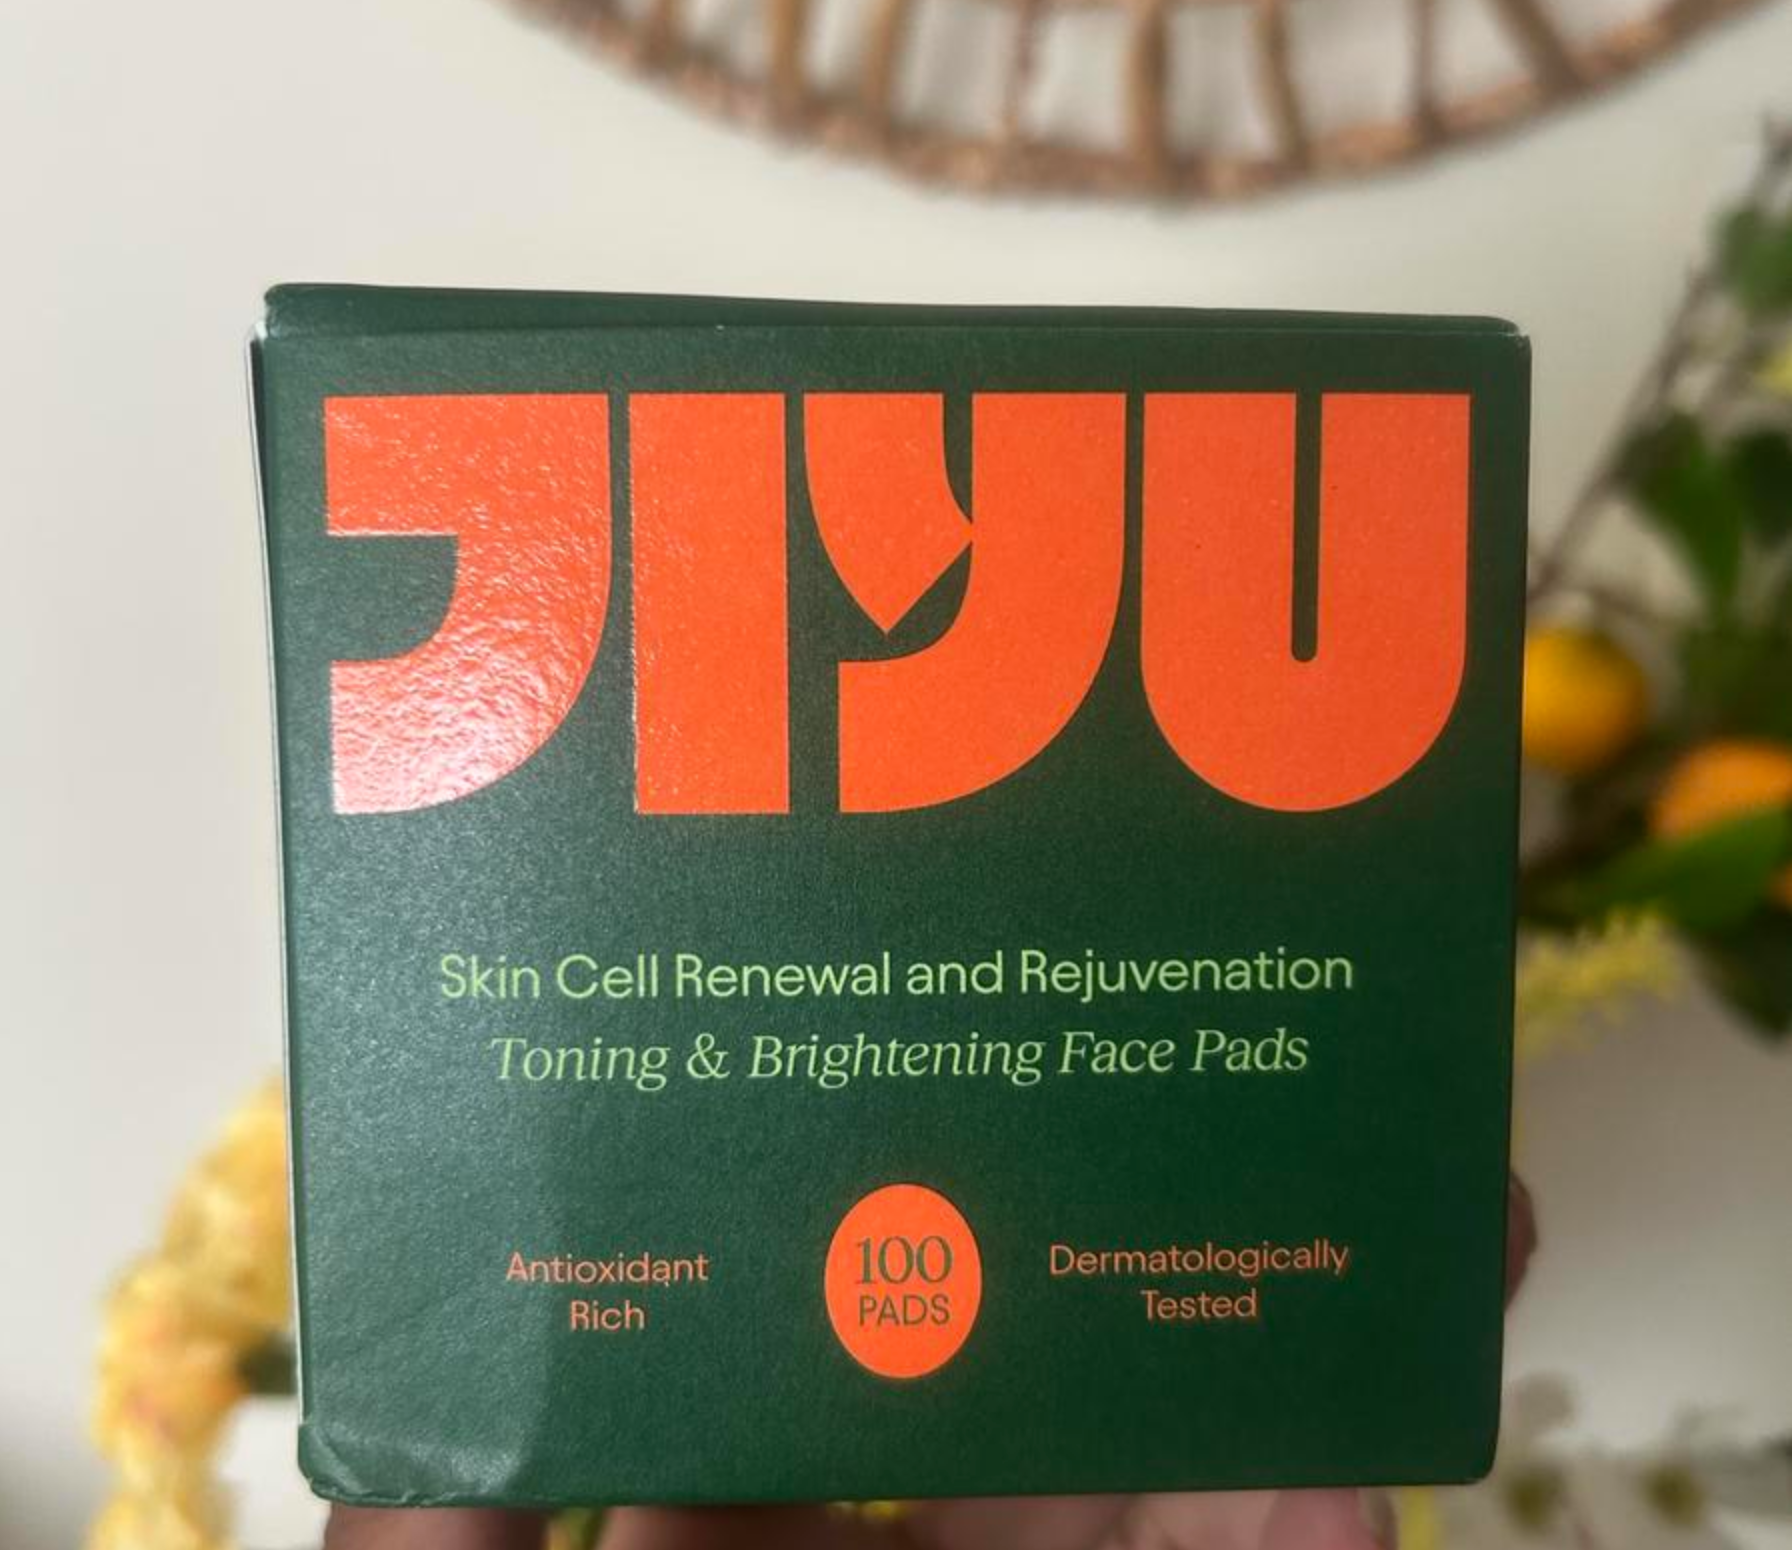 JIYU
Skin Cell Renewal and Rejuvenation
Toning & Brightening Face Pads
Antioxidant
Rich
100
PADS
Dermatologically
Tested